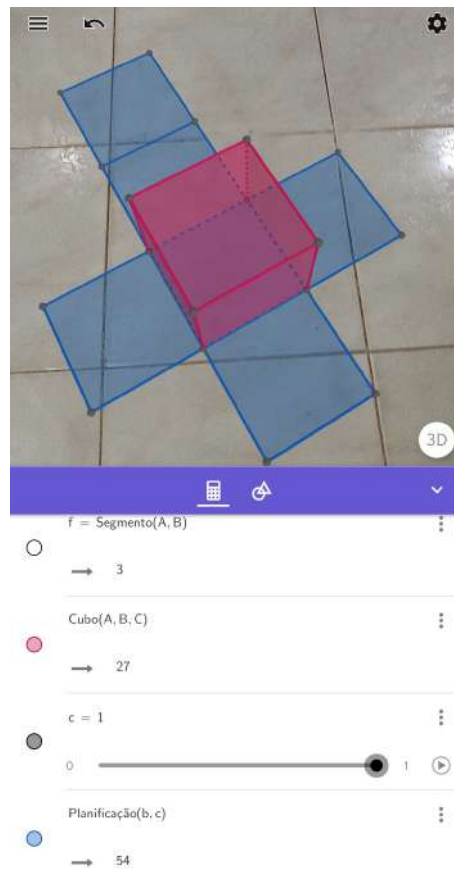 3D
f = Segmento(A, B)
→ 3
Cubo(A, B, C)
→ 27
c = 1
0 1
Planificação(b, c)
→ 54